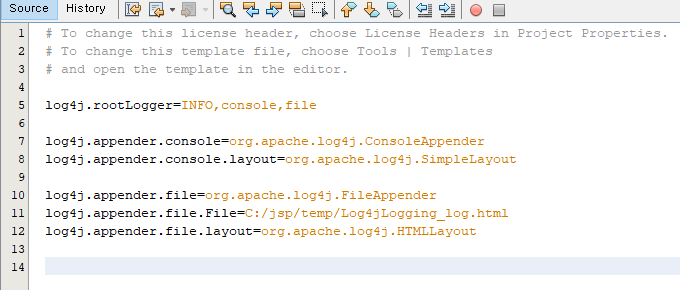 Source History
1 # To change this license header, choose License Headers in Project Properties.
2 # To change this template file, choose Tools | Templates
3 # and open the template in the editor.
4
5 log4j.rootLogger=INFO,console,file
6
7 log4j.appender.console=org.apache.log4j.ConsoleAppender
8 log4j.appender.console.layout=org.apache.log4j.SimpleLayout
9
10 log4j.appender.file=org.apache.log4j.FileAppender
11 log4j.appender.file.File=C:/jsp/temp/Log4jLogging_log.html
12 log4j.appender.file.layout=org.apache.log4j.HTMLLayout
13
14